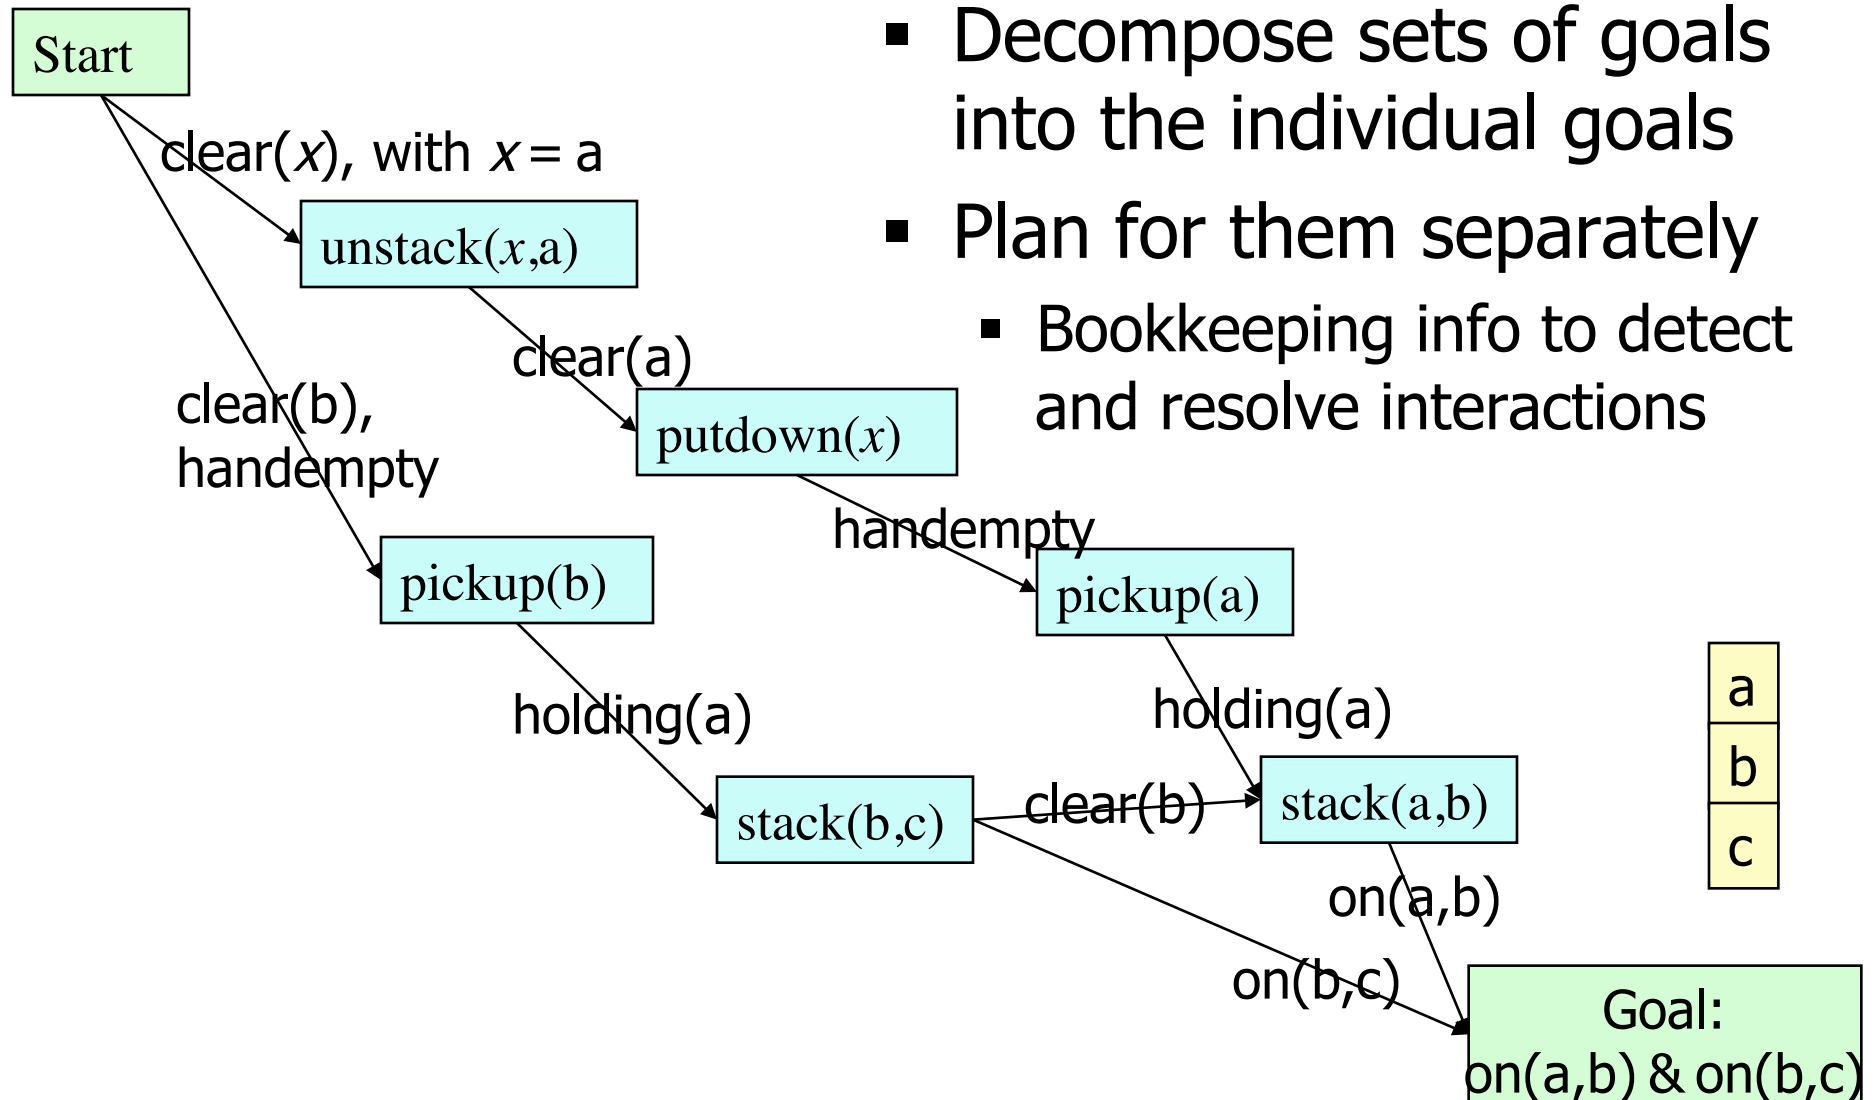 Start
▪ Decompose sets of goals
into the individual goals
▪ Plan for them separately
▪ Bookkeeping info to detect
and resolve interactions
clear(x), with x = a
unstack(x,a)
clear(a)
clear(b),
handempty
putdown(x)
handempty
pickup(b)
pickup(a)
holding(a)
holding(a)
stack(b,c)
clear(b)
stack(a,b)
a
b
c
on(a,b)
on(b,c)
Goal:
on(a,b) & on(b,c)